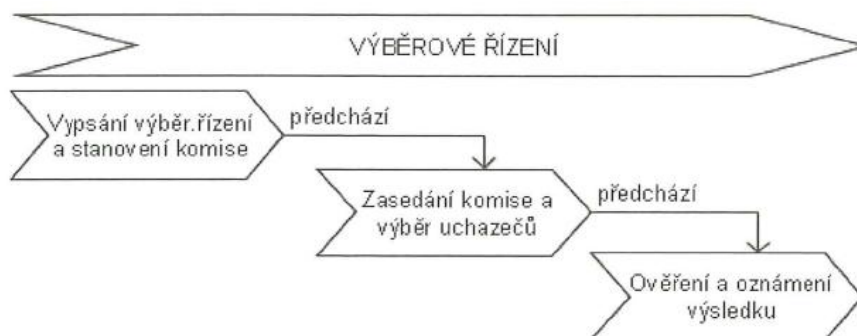 VÝBĚROVÉ ŘÍZENÍ
Vypsání výběr.řízení
a stanovení komise
předchází
Zasedání komise a
výběr uchazečů
předchází
Ověření a oznámení
výsledku